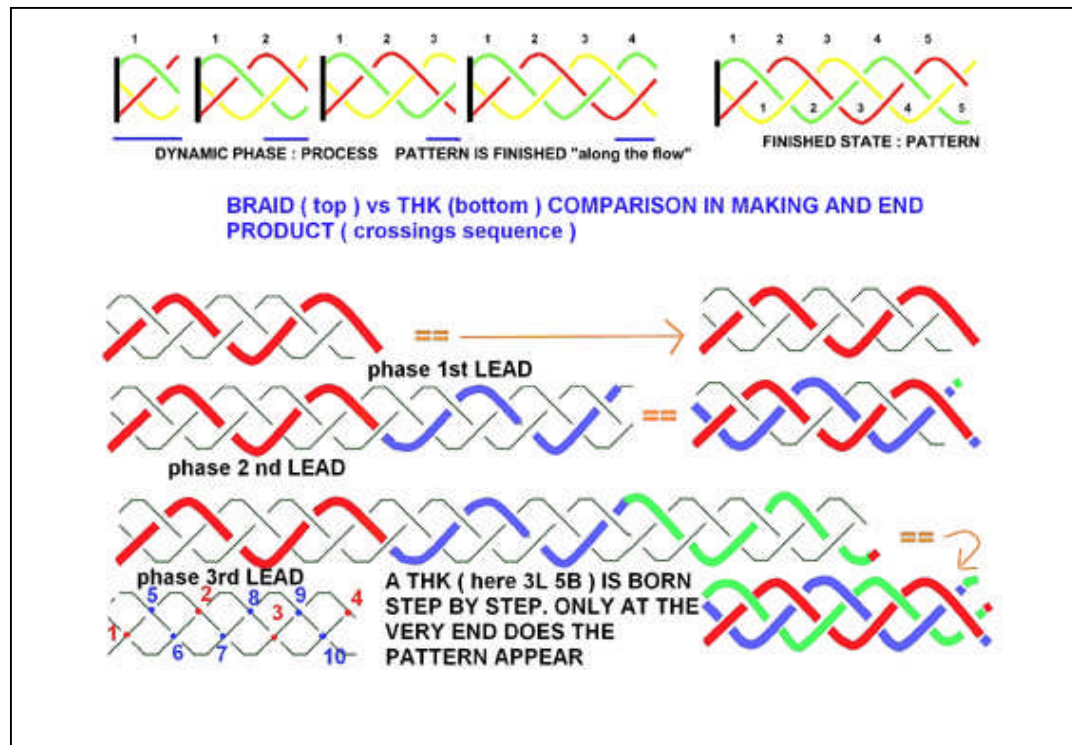 1
1 2
1 2 3
1 2 3 4
1 2 3 4 5
1 2 3 4 5
DYNAMIC PHASE : PROCESS
PATTERN IS FINISHED "along the flow"
FINISHED STATE : PATTERN
BRAID ( top ) vs THK (bottom ) COMPARISON IN MAKING AND END
PRODUCT ( crossings sequence )
==
phase 1st LEAD
==
phase 2 nd LEAD
==
phase 3rd LEAD
5 2 8 9 4
1 3
6 7 10
A THK ( here 3L 5B ) IS BORN
STEP BY STEP. ONLY AT THE
VERY END DOES THE
PATTERN APPEAR